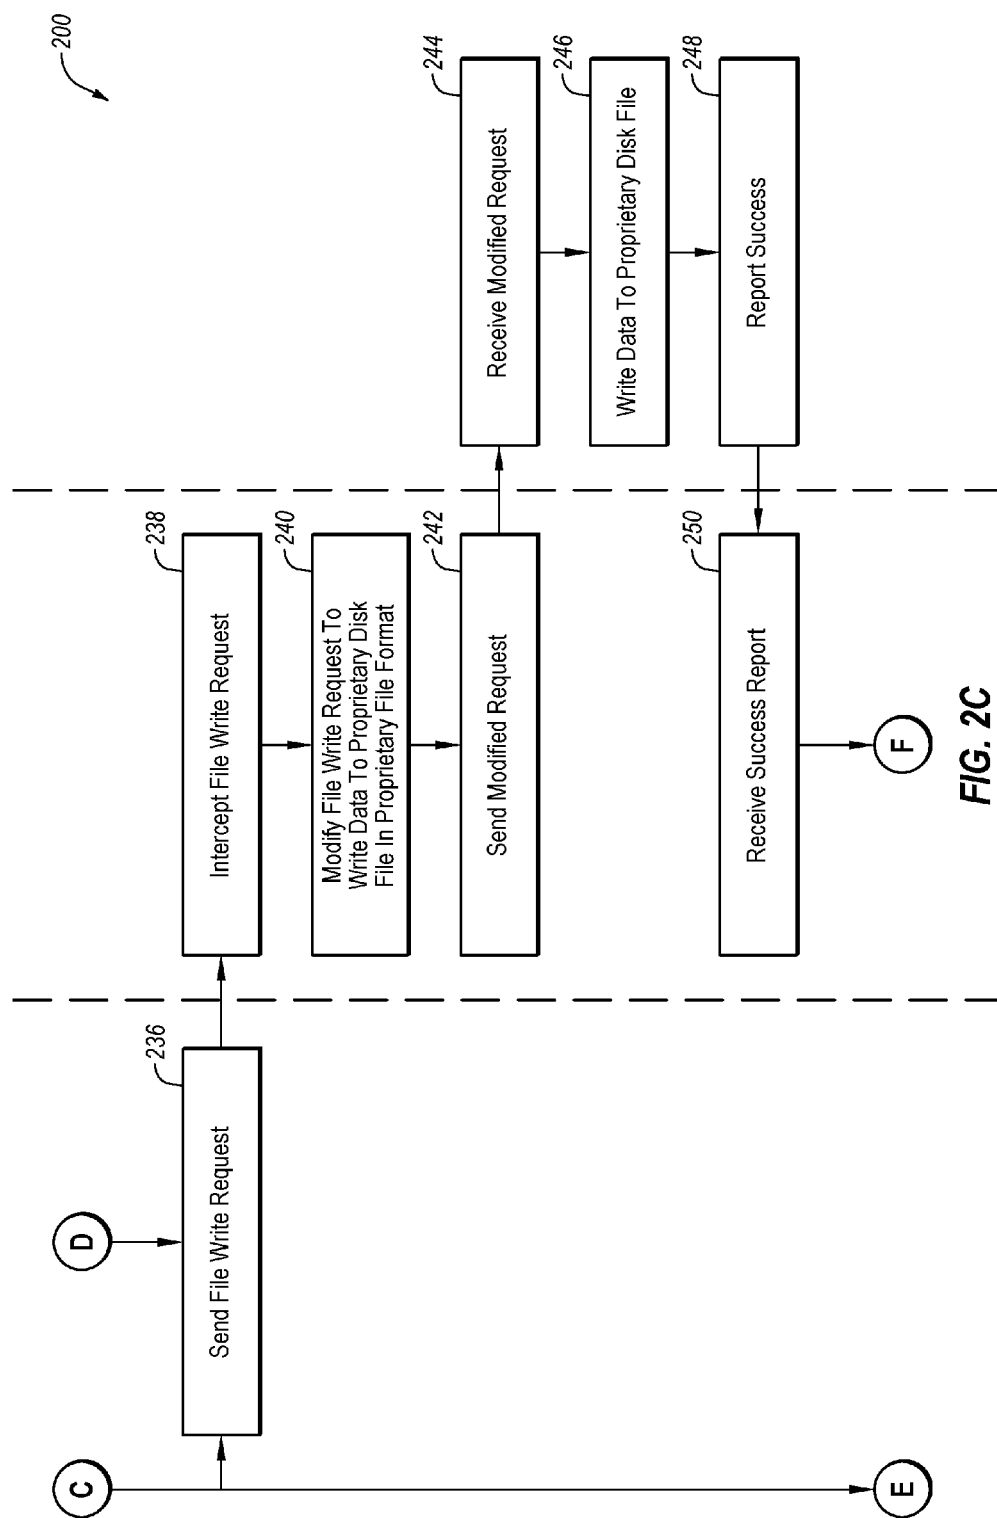 200
C
D
236
Send File Write Request
238
Intercept File Write Request
240
Modify File Write Request To
Write Data To Proprietary Disk
File In Proprietary File Format
242
Send Modified Request
244
Receive Modified Request
246
Write Data To Proprietary Disk File
248
Report Success
250
Receive Success Report
E
F
FIG. 2C